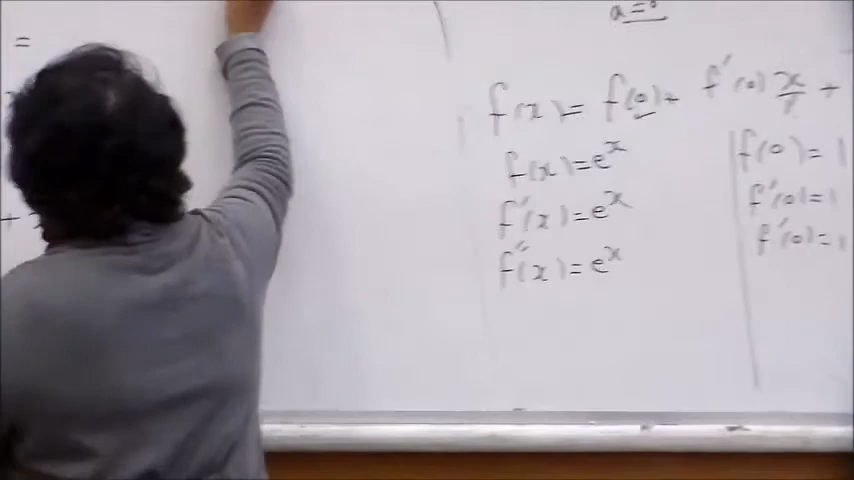 =
+
a = 0
f(x) = f(0) + f'(0) x/1 +
f(x) = e^x
f'(x) = e^x
f''(x) = e^x
f(0) = 1
f'(0) = 1
f''(0) = 1